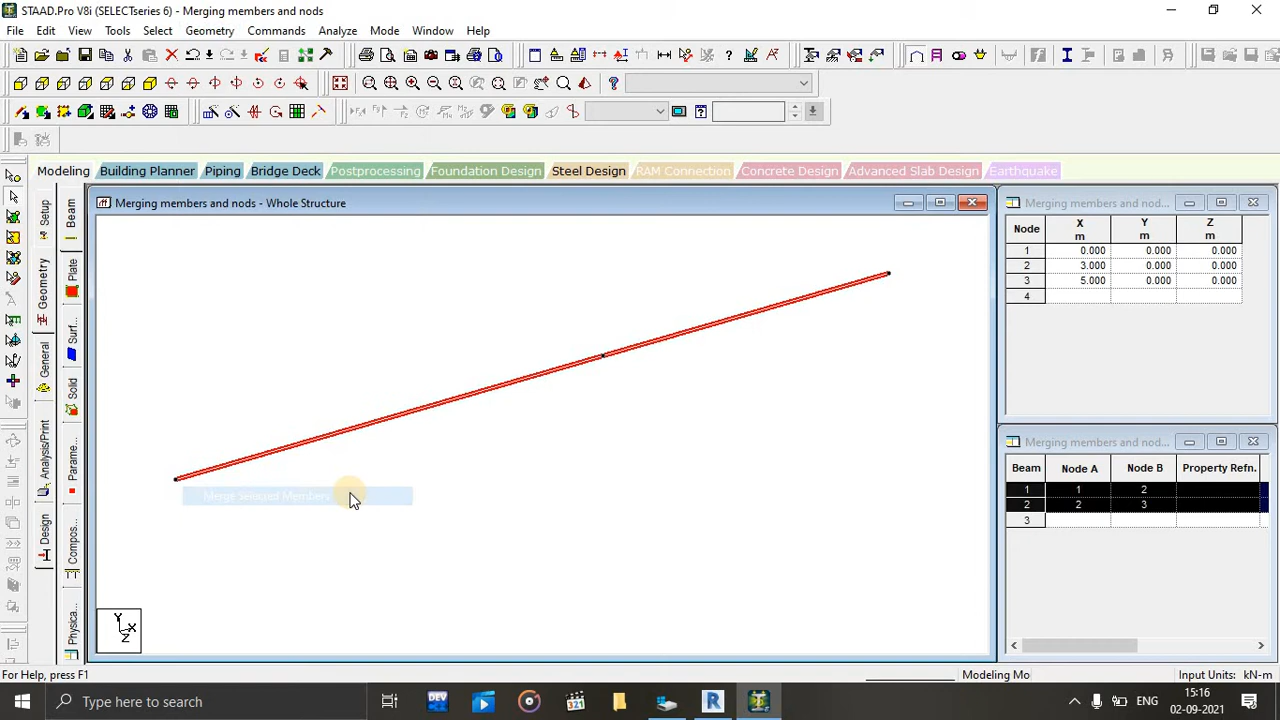 STAAD.Pro V8i (SELECTseries 6) - Merging members and nods
File Edit View Tools Select Geometry Commands Analyze Mode Window Help
Modeling Building Planner Piping Bridge Deck Postprocessing Foundation Design Steel Design RAM Connection Concrete Design Advanced Slab Design Earthquake
Setup
Geometry
General
Analysis/Print
Design
Beam
Plate
Surf...
Solid
Parame...
Compos...
Physica...
Merging members and nods - Whole Structure
Merge Selected Members
Y
X
Z
Merging members and nod...
Node X m Y m Z m
1 0.000 0.000 0.000
2 3.000 0.000 0.000
3 5.000 0.000 0.000
4
Merging members and nod...
Beam Node A Node B Property Refn.
1 1 2
2 2 3
3
For Help, press F1
Modeling Mo
Input Units: kN-m
Type here to search
DEV
321
R
ENG
15:16
02-09-2021